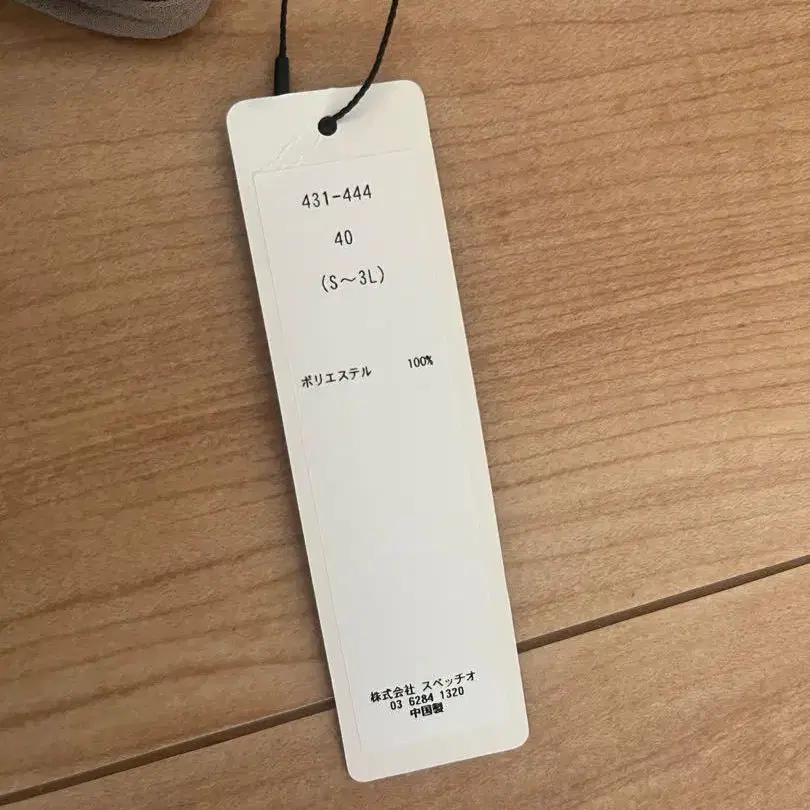 431-444
40
(S～3L)
ポリエステル 100%
株式会社 スペッチオ
03 6284 1320
中国製